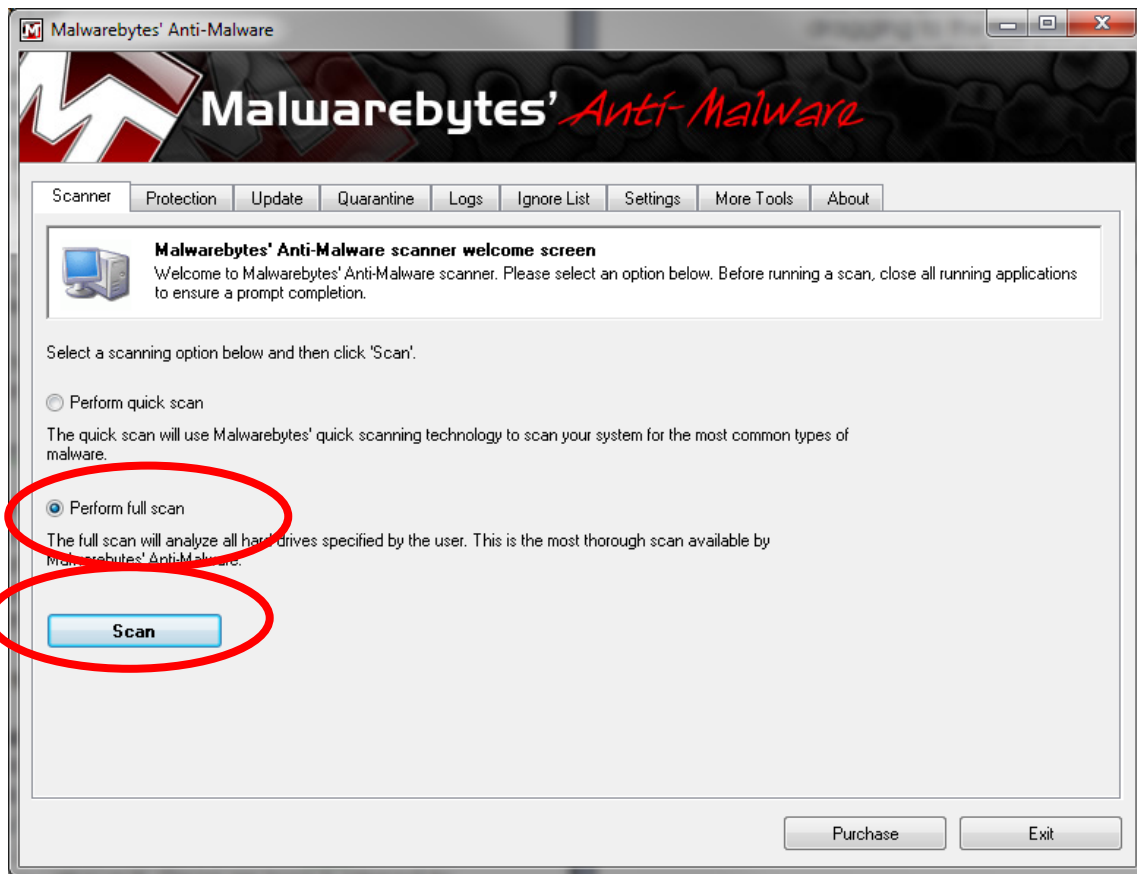 Malwarebytes' Anti-Malware
Malwarebytes' Anti-Malware
Scanner Protection Update Quarantine Logs Ignore List Settings More Tools About
Malwarebytes' Anti-Malware scanner welcome screen
Welcome to Malwarebytes' Anti-Malware scanner. Please select an option below. Before running a scan, close all running applications
to ensure a prompt completion.
Select a scanning option below and then click 'Scan'.
Perform quick scan
The quick scan will use Malwarebytes' quick scanning technology to scan your system for the most common types of
malware.
Perform full scan
The full scan will analyze all hard drives specified by the user. This is the most thorough scan available by
Malwarebytes' Anti-Malware.
Scan
Purchase Exit